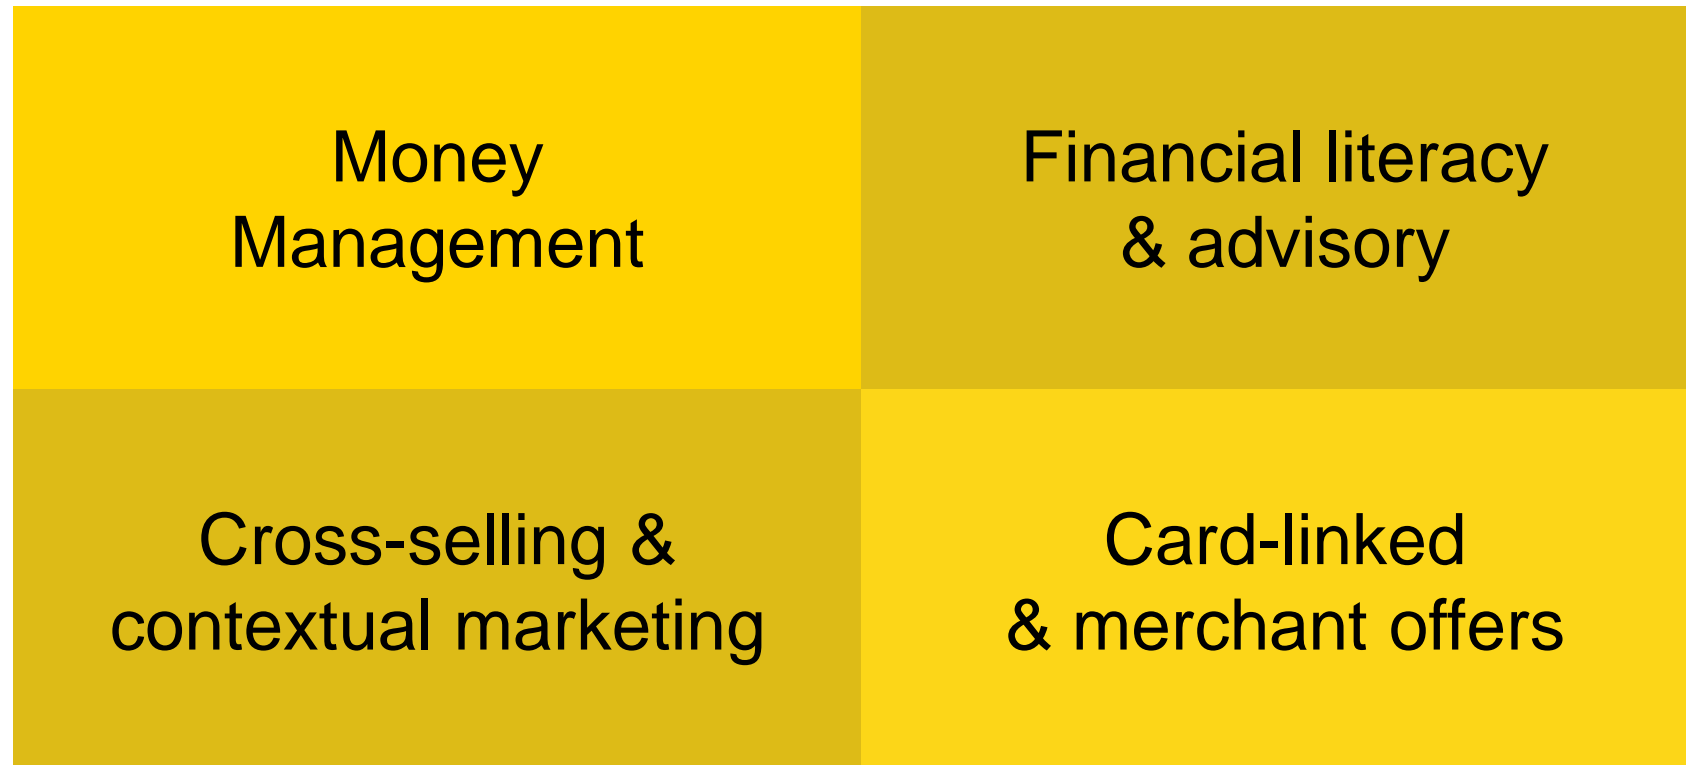 Money
Management
Financial literacy
& advisory
Cross-selling &
contextual marketing
Card-linked
& merchant offers